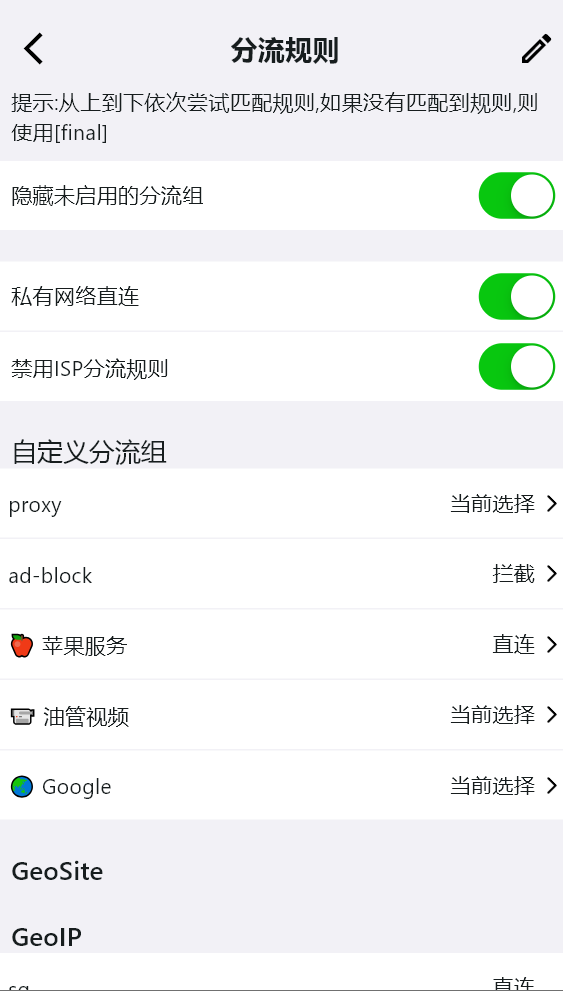 分流规则
提示:从上到下依次尝试匹配规则,如果没有匹配到规则,则
使用[final]
隐藏未启用的分流组
私有网络直连
禁用ISP分流规则
自定义分流组
proxy 当前选择
ad-block 拦截
苹果服务 直连
油管视频 当前选择
Google 当前选择
GeoSite
GeoIP
直连